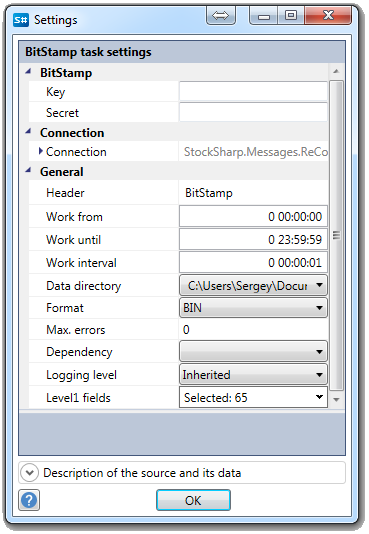 S# Settings
BitStamp task settings
BitStamp
Key
Secret
Connection
Connection StockSharp.Messages.ReCo
General
Header BitStamp
Work from 0 00:00:00
Work until 0 23:59:59
Work interval 0 00:00:01
Data directory C:\Users\Sergey\Docum
Format BIN
Max. errors 0
Dependency
Logging level Inherited
Level1 fields Selected: 65
Description of the source and its data
? OK